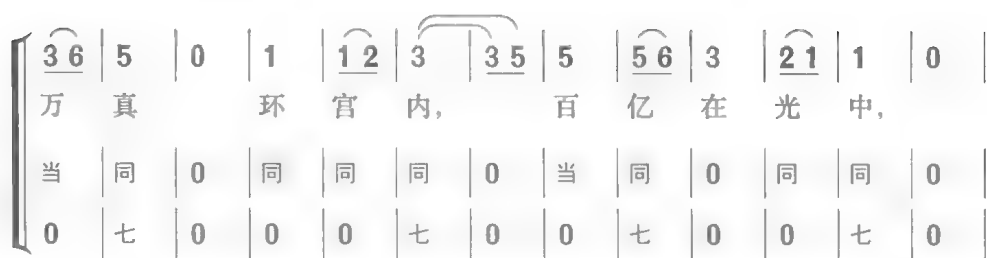 3 6 | 5 | 0 | 1 | 1 2 | 3 | 3 5 | 5 | 5 6 | 3 | 2 1 | 1 | 0 |
万 真 环 宫 内, 百 亿 在 光 中,
当 | 同 | 0 | 同 | 同 | 同 | 0 | 当 | 同 | 0 | 同 | 同 | 0 |
0 | 七 | 0 | 0 | 0 | 七 | 0 | 0 | 七 | 0 | 0 | 七 | 0 |